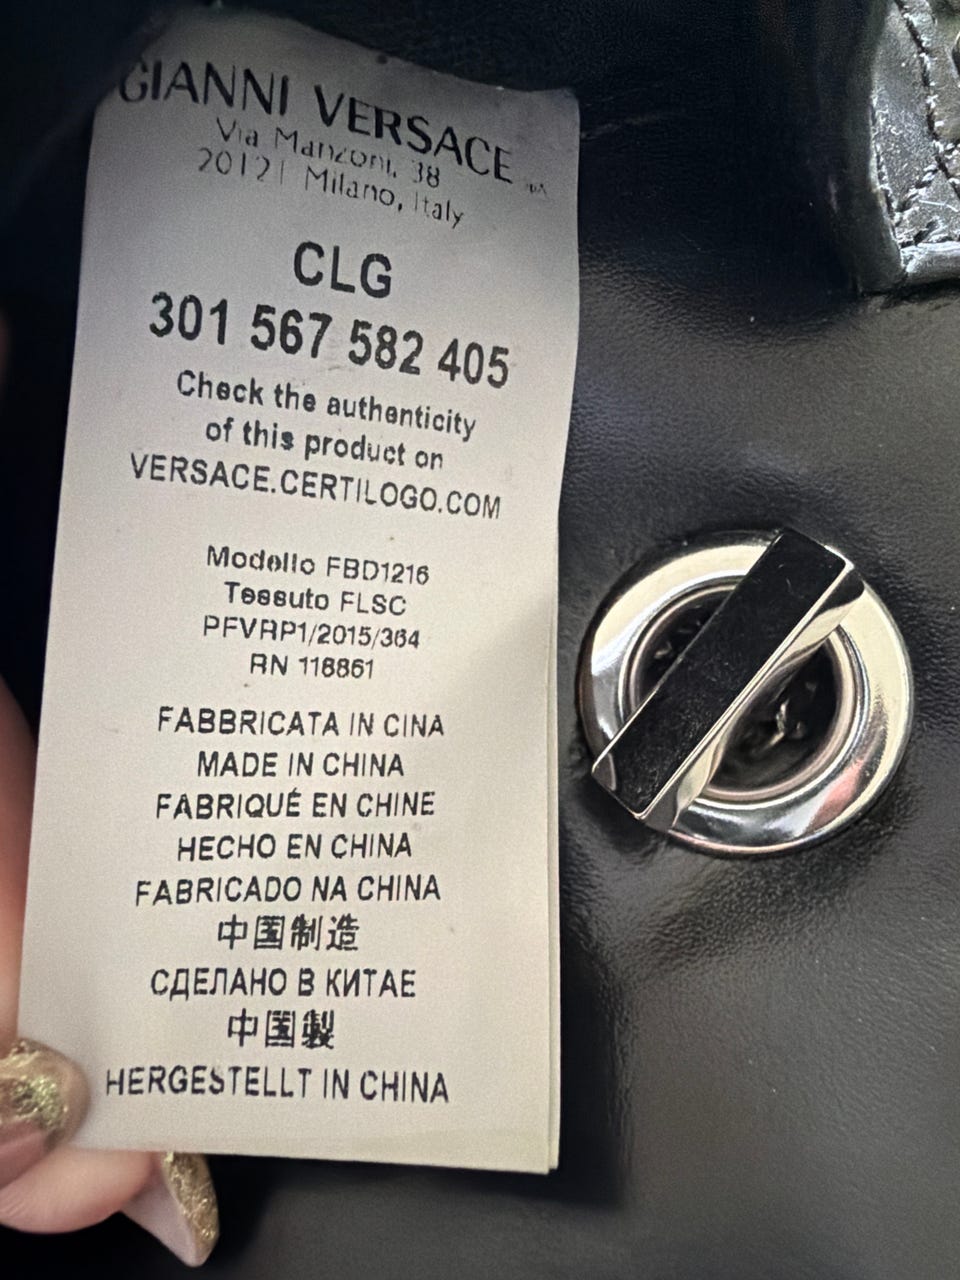 GIANNI VERSACE SpA
Via Manzoni, 38
20121 Milano, Italy
CLG
301 567 582 405
Check the authenticity
of this product on
VERSACE.CERTILOGO.COM
Modello FBD1216
Tessuto FLSC
PFVRP1/2015/364
RN 118861
FABBRICATA IN CINA
MADE IN CHINA
FABRIQUÉ EN CHINE
HECHO EN CHINA
FABRICADO NA CHINA
中国制造
СДЕЛАНО В КИТАЕ
中国製
HERGESTELLT IN CHINA